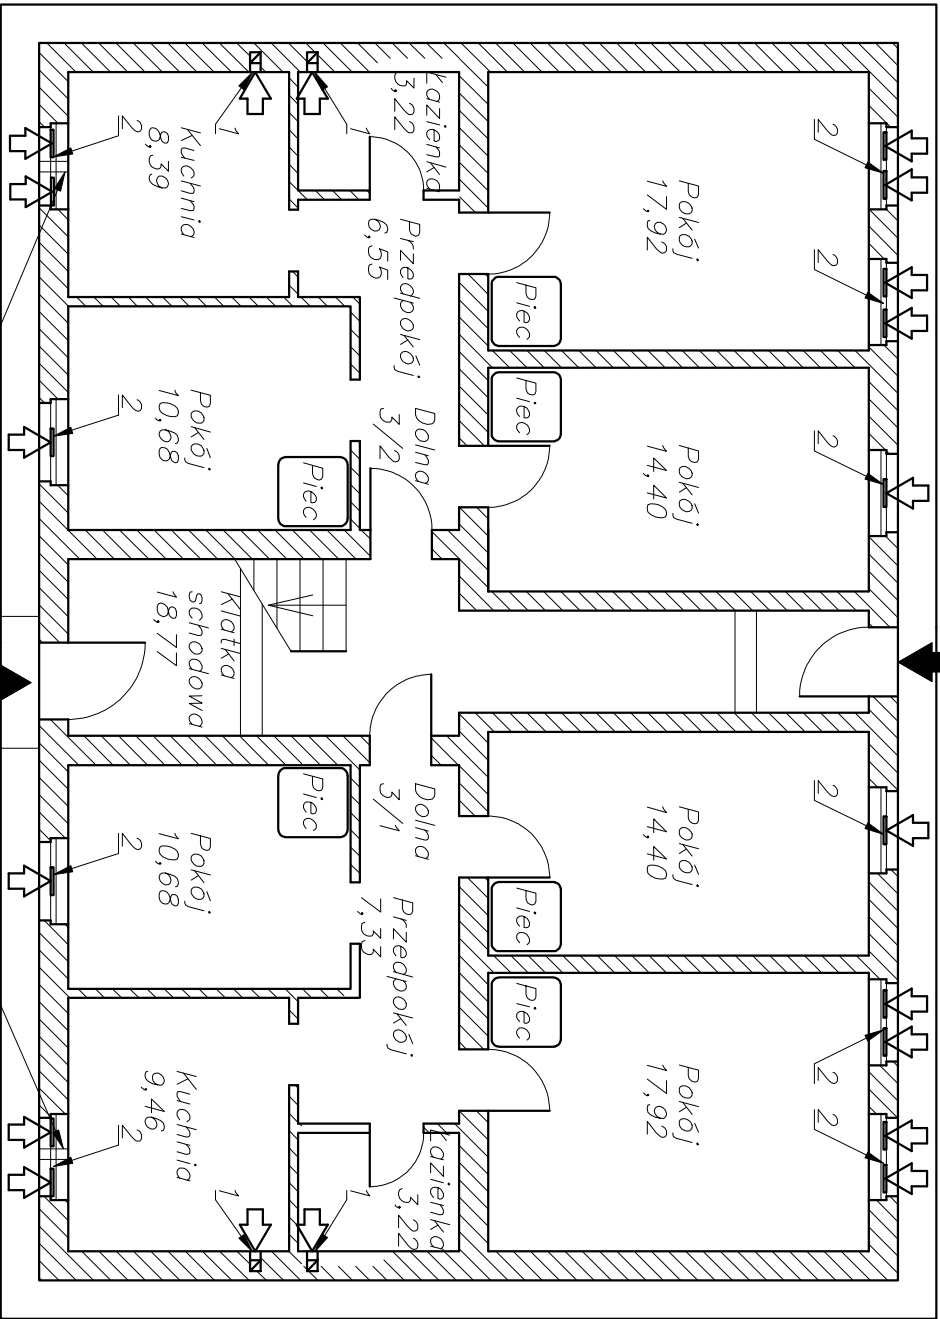 2
2
2
2
2
2
Pokój
17,92
Pokój
14,40
Pokój
14,40
Pokój
17,92
Piec
Piec
Piec
Piec
Łazienka
3,22
Przedpokój
6,55
Dolna
3/2
Dolna
3/1
Przedpokój
7,33
Łazienka
3,22
1
1
Piec
Piec
1
1
Kuchnia
8,39
Pokój
10,68
Klatka
schodowa
18,77
Pokój
10,68
Kuchnia
9,46
2
2
2
2